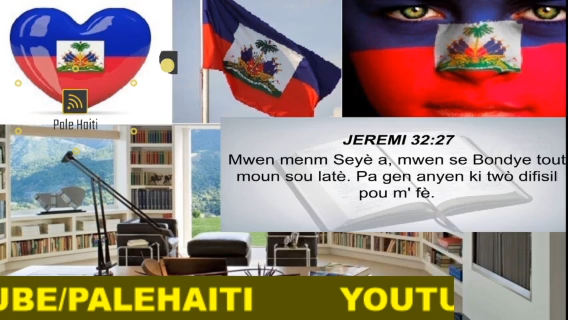 Pale Haiti
JEREMI 32:27
Mwen menm Seyè a, mwen se Bondye tout
moun sou latè. Pa gen anyen ki twò difisil
pou m' fè.
UBE/PALEHAITI YOUTU